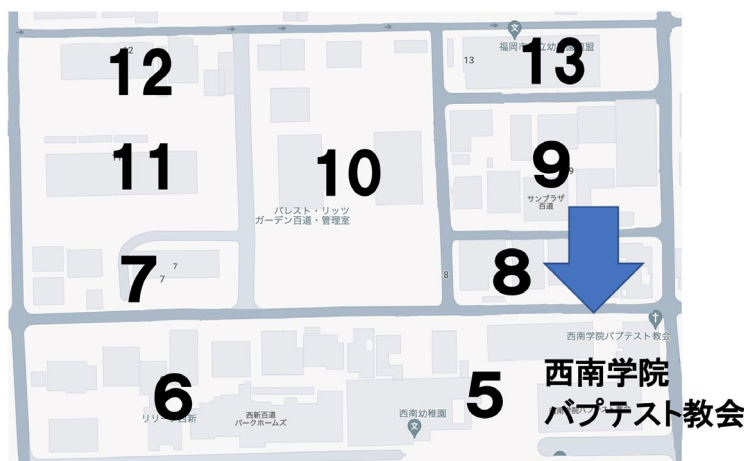 12
13
福岡市
13
11
10
9
サンプラザ
百道
パレスト・リッツ
ガーデン百道・管理室
7
7
7
8
8
西南学院バプテスト教会
西南学院
バプテスト教会
6
5
西新百道
パークホームズ
西南幼稚園